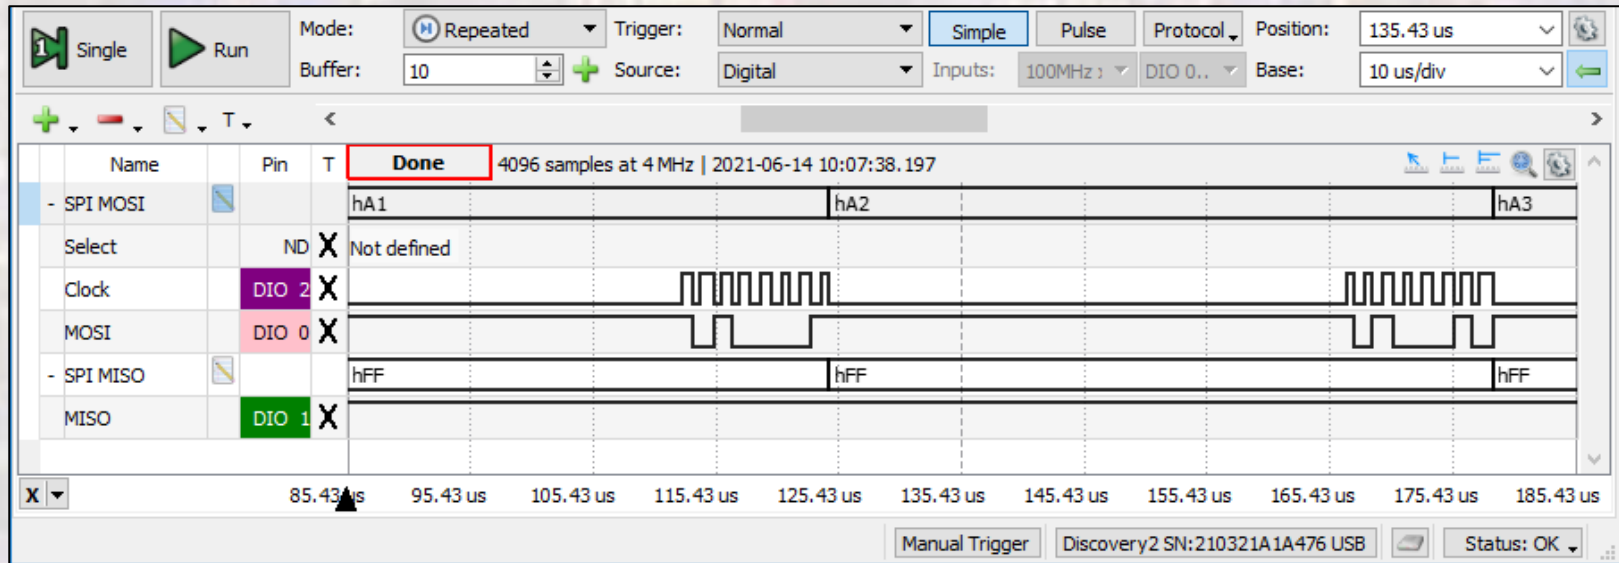 Mode: Repeated Trigger: Normal Simple Pulse Protocol Position: 135.43 us
1 Single Run
Buffer: 10 Source: Digital Inputs: 100MHz DIO 0.. Base: 10 us/div
T
Name Pin T Done 4096 samples at 4 MHz | 2021-06-14 10:07:38.197
- SPI MOSI hA1 hA2 hA3
Select ND X Not defined
Clock DIO 2 X
MOSI DIO 0 X
- SPI MISO hFF hFF hFF
MISO DIO 1 X
X 85.43 us 95.43 us 105.43 us 115.43 us 125.43 us 135.43 us 145.43 us 155.43 us 165.43 us 175.43 us 185.43 us
Manual Trigger Discovery2 SN:210321A1A476 USB Status: OK